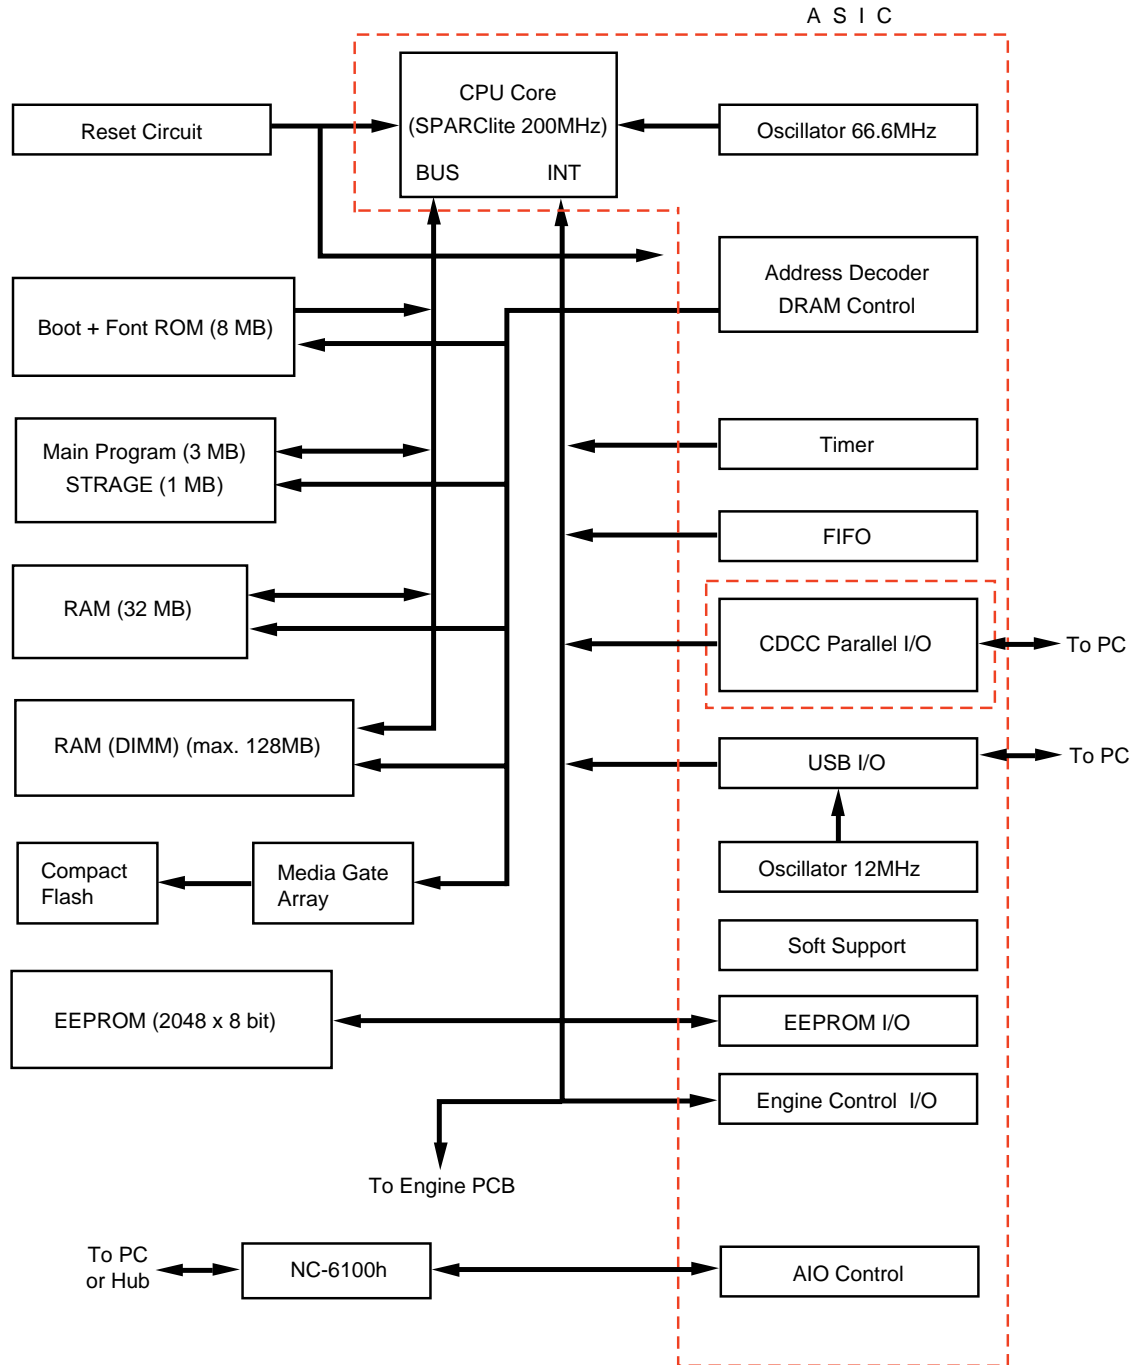 A S I C
CPU Core
(SPARClite 200MHz)
BUS INT
Reset Circuit
Oscillator 66.6MHz
Address Decoder
DRAM Control
Boot + Font ROM (8 MB)
Main Program (3 MB)
STRAGE (1 MB)
Timer
FIFO
RAM (32 MB)
CDCC Parallel I/O
To PC
RAM (DIMM) (max. 128MB)
USB I/O
To PC
Compact
Flash
Media Gate
Array
Oscillator 12MHz
Soft Support
EEPROM (2048 x 8 bit)
EEPROM I/O
Engine Control I/O
To Engine PCB
To PC
or Hub
NC-6100h
AIO Control